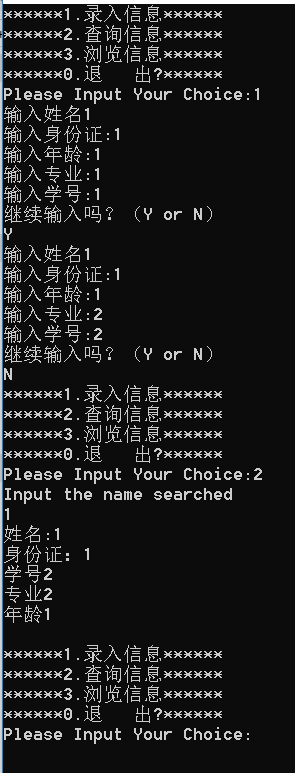 ******1.录入信息******
******2.查询信息******
******3.浏览信息******
******0.退   出?******
Please Input Your Choice:1
输入姓名1
输入身份证:1
输入年龄:1
输入专业:1
输入学号:1
继续输入吗？（Y or N）
Y
输入姓名1
输入身份证:1
输入年龄:1
输入专业:2
输入学号:2
继续输入吗？（Y or N）
N
******1.录入信息******
******2.查询信息******
******3.浏览信息******
******0.退   出?******
Please Input Your Choice:2
Input the name searched
1
姓名:1
身份证：1
学号2
专业2
年龄1
******1.录入信息******
******2.查询信息******
******3.浏览信息******
******0.退   出?******
Please Input Your Choice: